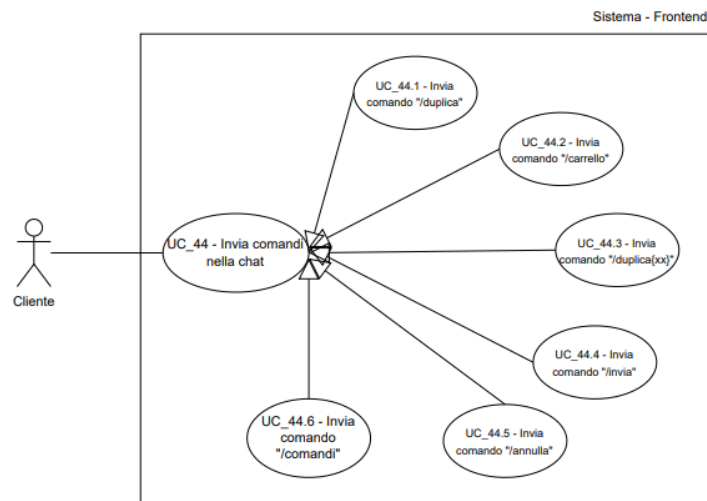 Sistema - Frontend
UC_44.1 - Invia
comando "/duplica"
UC_44.2 - Invia
comando "/carrello"
UC_44 - Invia comandi
nella chat
UC_44.3 - Invia
comando "/duplica{xx}"
Cliente
UC_44.4 - Invia
comando "/invia"
UC_44.6 - Invia
comando
"/comandi"
UC_44.5 - Invia
comando "/annulla"